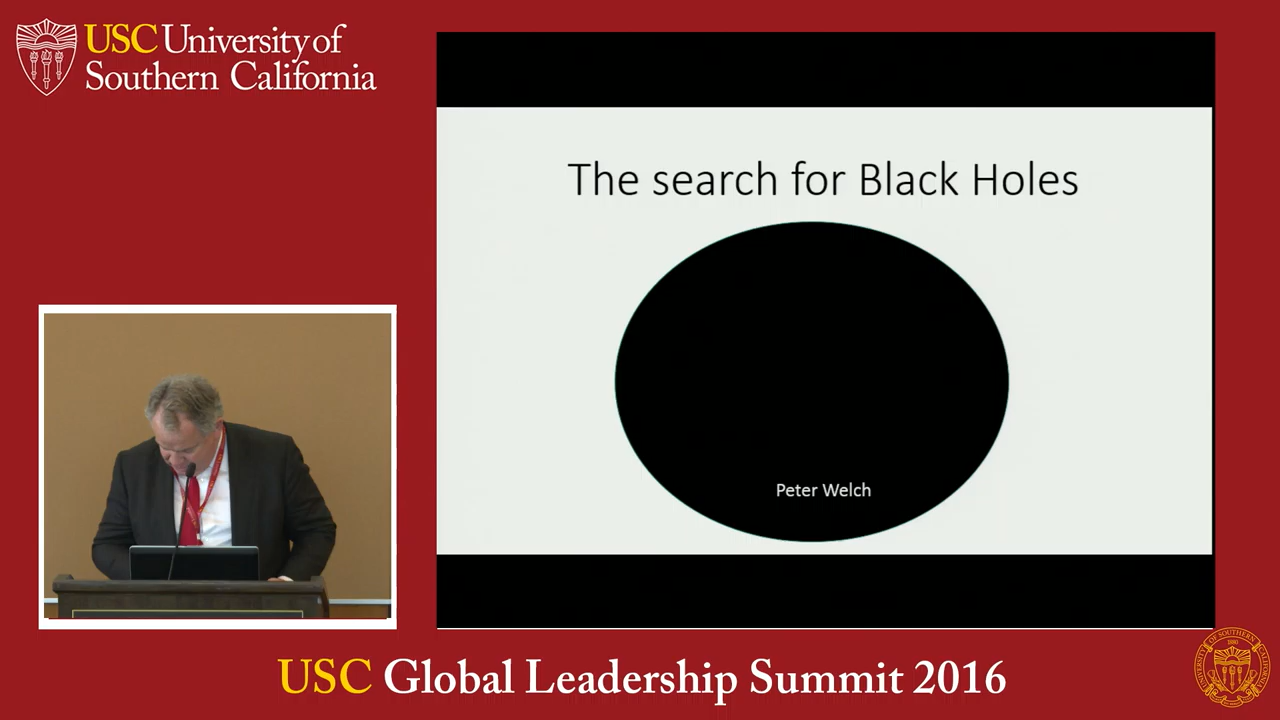 USC University of
Southern California
The search for Black Holes
Peter Welch
USC Global Leadership Summit 2016